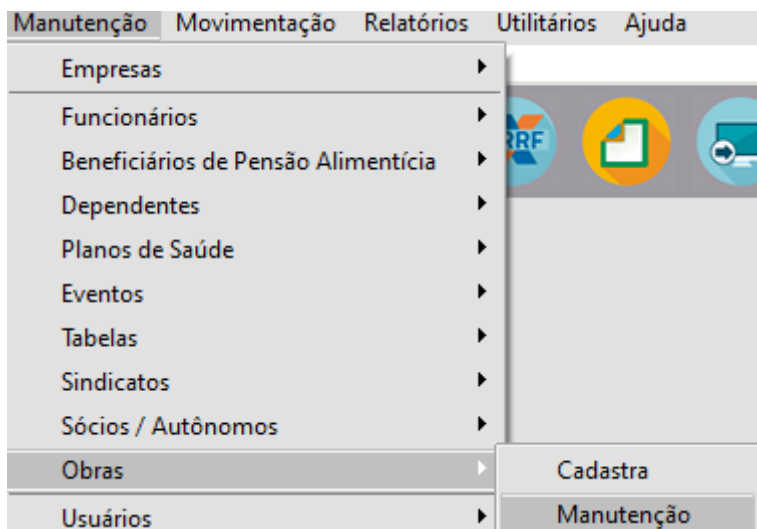 Manutenção Movimentação Relatórios Utilitários Ajuda
Empresas
RRF
Funcionários
Beneficiários de Pensão Alimentícia
Dependentes
Planos de Saúde
Eventos
Tabelas
Sindicatos
Sócios / Autônomos
Obras
Cadastra
Usuários
Manutenção